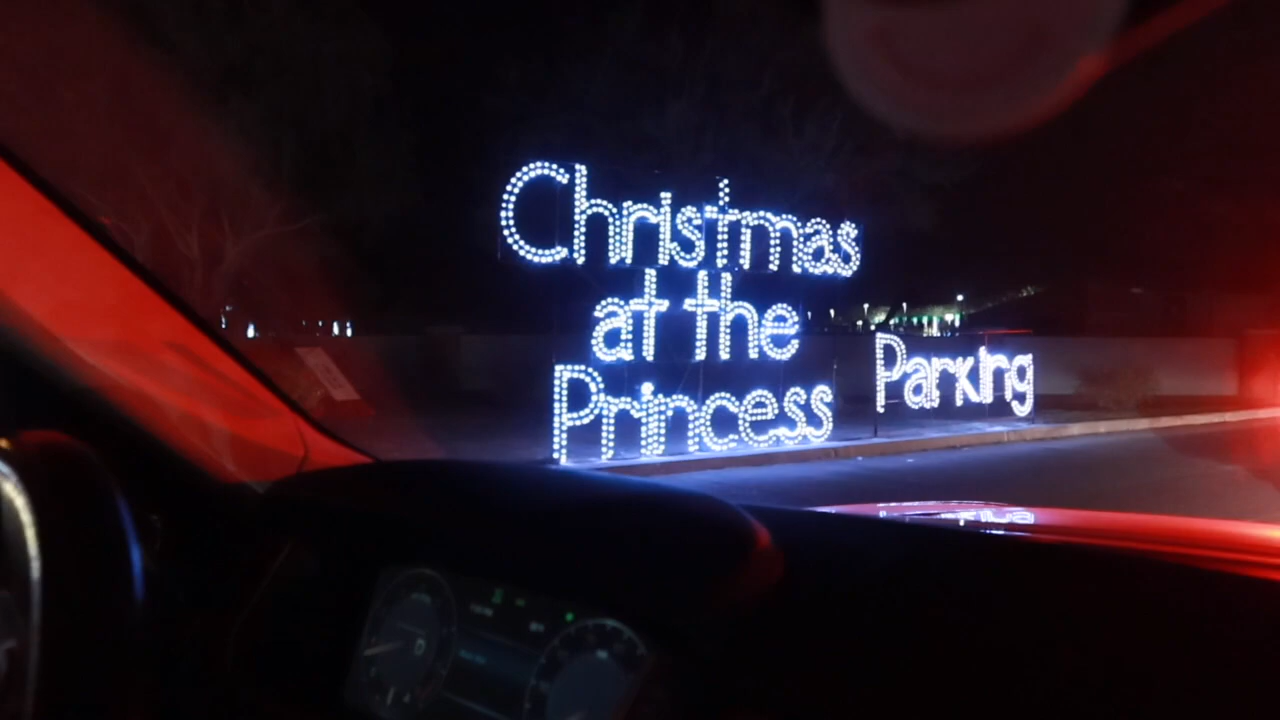 Christmas
at the
Princess
Parking
D